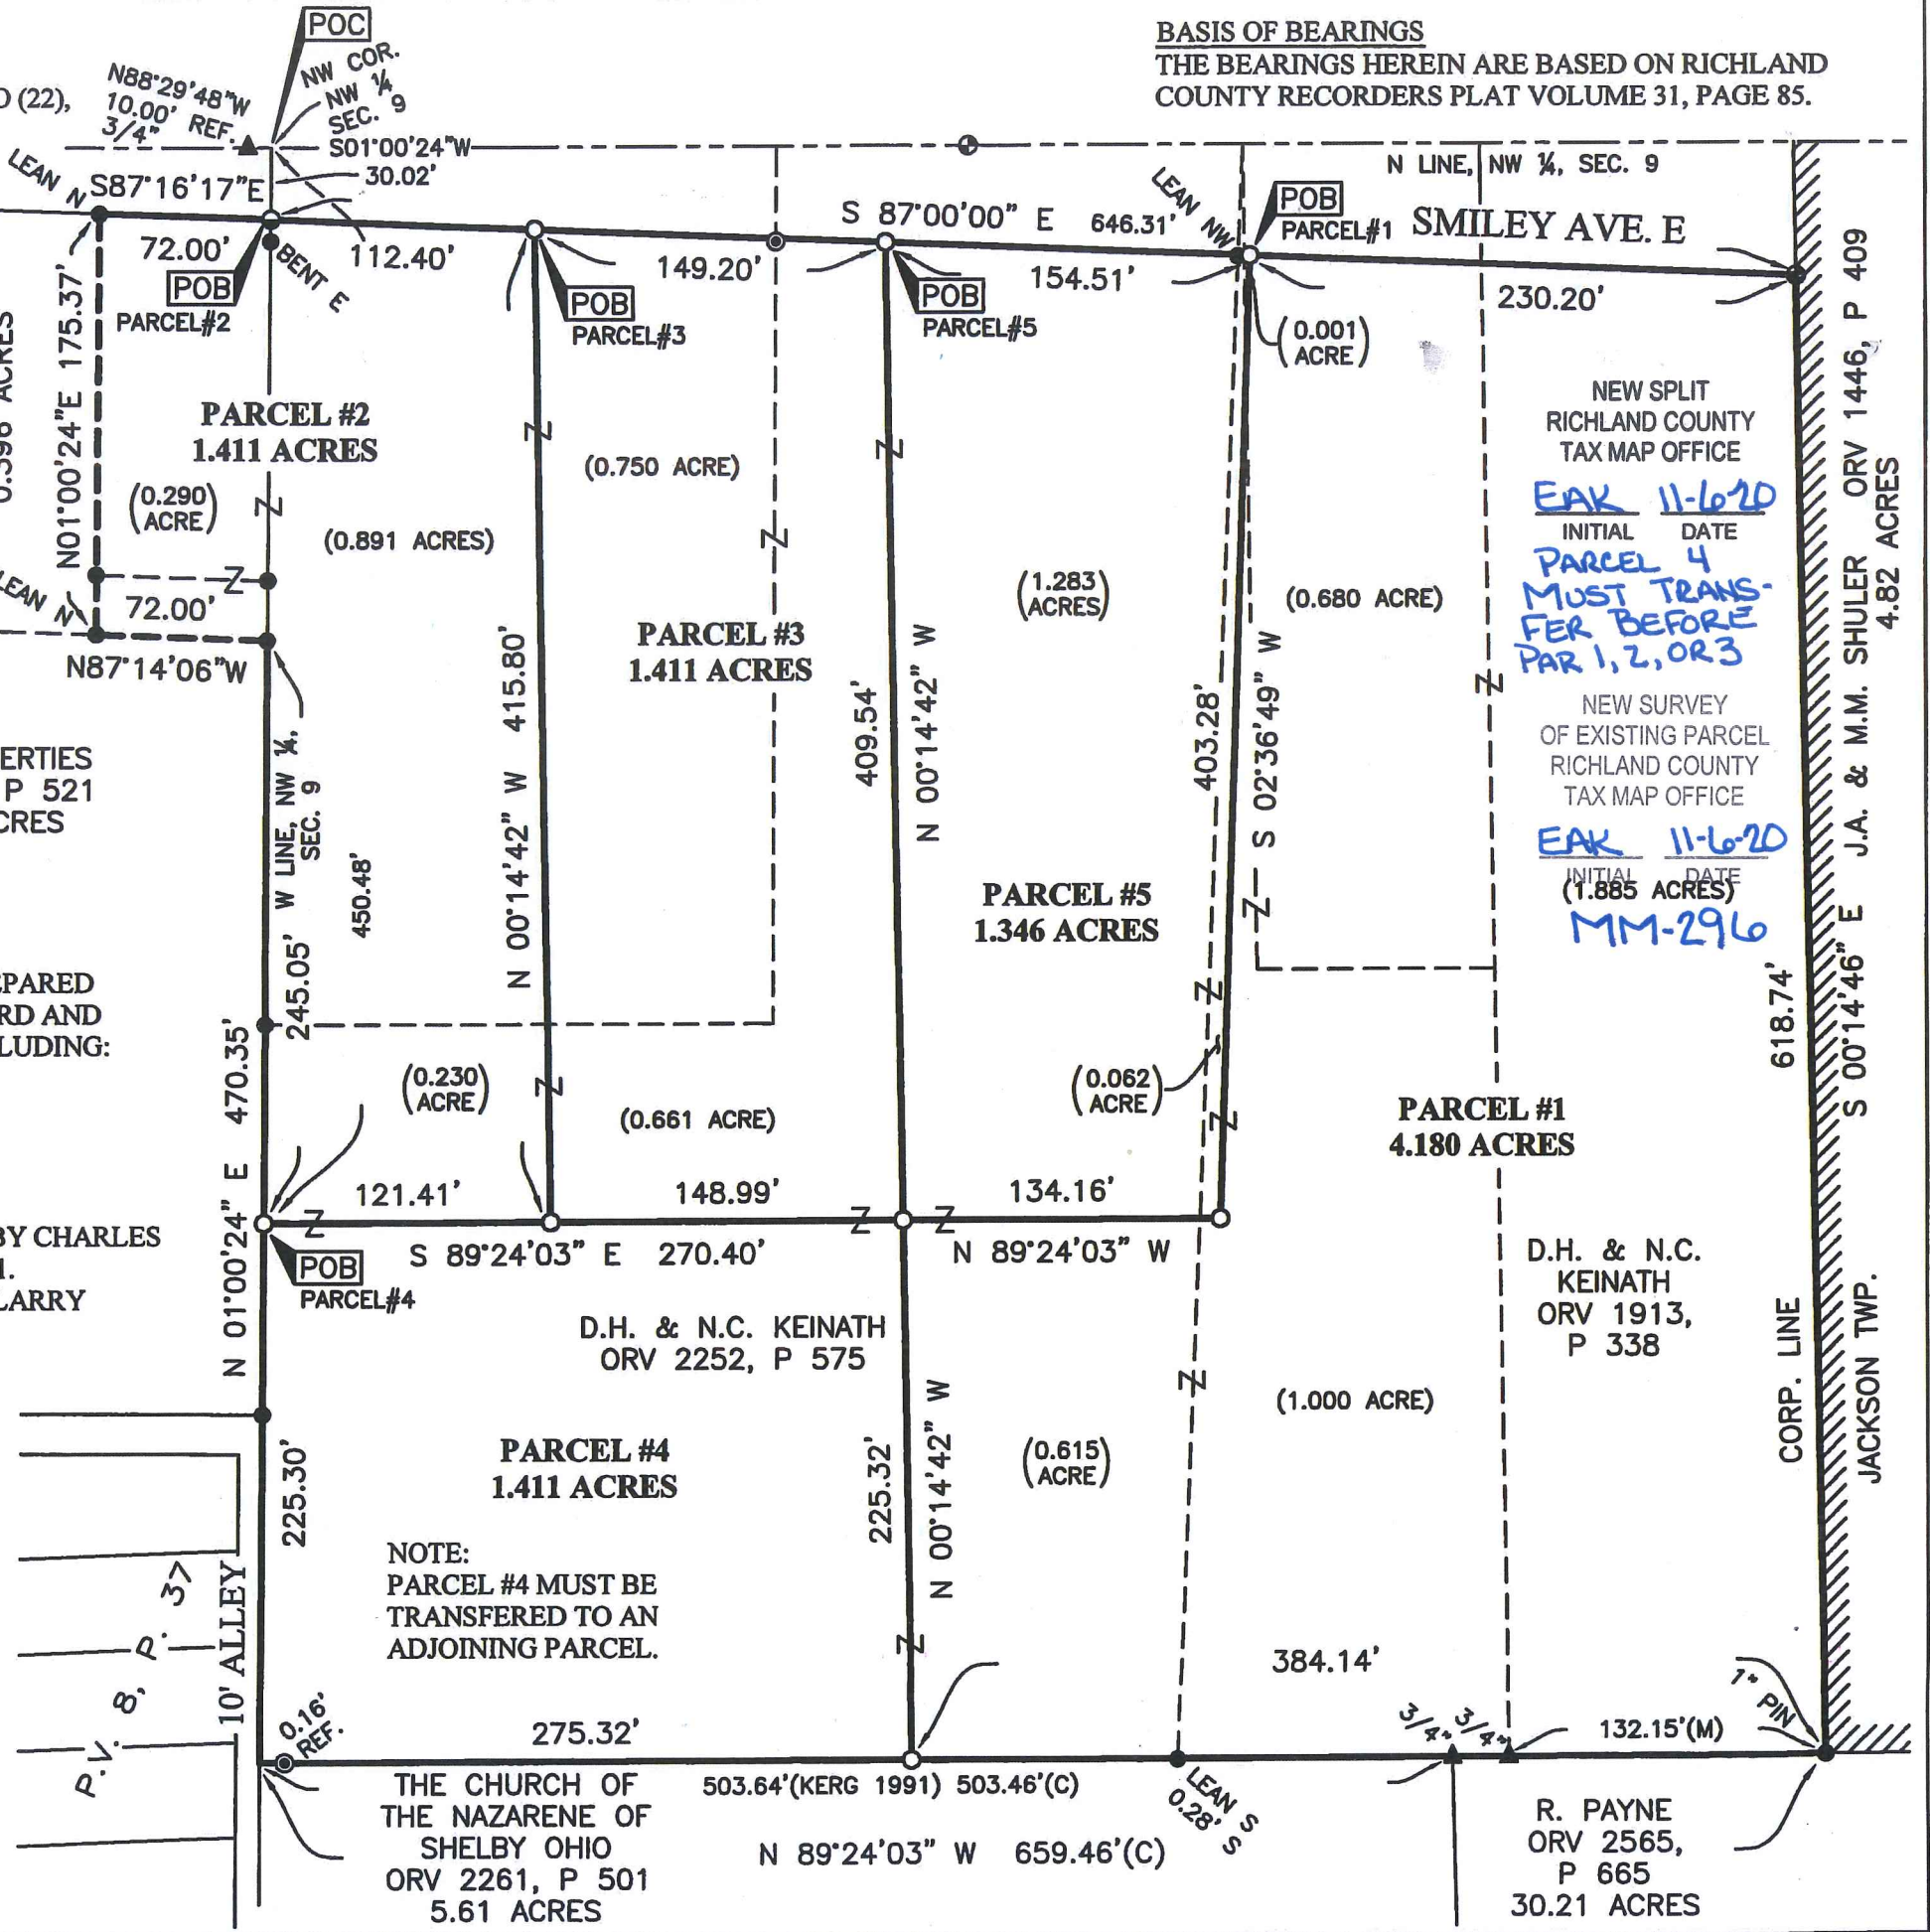 POC
NW COR.
NW ¼
SEC. 9
N88°29'48"W
10.00' REF.
3/4"
(22),
BASIS OF BEARINGS
THE BEARINGS HEREIN ARE BASED ON RICHLAND
COUNTY RECORDERS PLAT VOLUME 31, PAGE 85.
S01°00'24"W
30.02'
N LINE, NW ¼, SEC. 9
LEAN N
S87°16'17"E
72.00'
POB
PARCEL#2
BENT E
112.40'
POB
PARCEL#3
149.20'
S 87°00'00" E 646.31'
POB
PARCEL#5
154.51'
LEAN NW
POB
PARCEL#1
SMILEY AVE. E
230.20'
(0.001
ACRE)
ACRES
N01°00'24"E 175.37'
PARCEL #2
1.411 ACRES
(0.290
ACRE)
Z
(0.891 ACRES)
Z
72.00'
LEAN N
N87°14'06"W
Z
(0.750 ACRE)
Z
PARCEL #3
1.411 ACRES
N 00°14'42" W 415.80'
Z
409.54'
N 00°14'42" W
(1.283
ACRES)
403.28'
S 02°36'49" W
(0.680 ACRE)
Z
NEW SPLIT
RICHLAND COUNTY
TAX MAP OFFICE
EAK 11-6-20
INITIAL DATE
PARCEL 4
MUST TRANS-
FER BEFORE
PAR 1, 2, OR 3
NEW SURVEY
OF EXISTING PARCEL
RICHLAND COUNTY
TAX MAP OFFICE
EAK 11-6-20
INITIAL DATE
(1.885 ACRES)
MM-296
J.A. & M.M. SHULER ORV 1446, P 409
4.82 ACRES
ERTIES
P 521
CRES
W LINE, NW ¼,
SEC. 9
245.05'
450.48'
EPARED
RD AND
LUDING:
PARCEL #5
1.346 ACRES
Z
Z
618.74'
S 00°14'46" E
N 01°00'24" E 470.35'
(0.230
ACRE)
Z
(0.661 ACRE)
(0.062
ACRE)
Z
PARCEL #1
4.180 ACRES
121.41'
148.99'
134.16'
Z
Z
Z
S 89°24'03" E 270.40'
N 89°24'03" W
BY CHARLES
LARRY
POB
PARCEL#4
D.H. & N.C. KEINATH
ORV 2252, P 575
D.H. & N.C.
KEINATH
ORV 1913,
P 338
CORP. LINE
JACKSON TWP.
Z
(1.000 ACRE)
PARCEL #4
1.411 ACRES
225.30'
225.32'
N 00°14'42" W
(0.615
ACRE)
NOTE:
PARCEL #4 MUST BE
TRANSFERED TO AN
ADJOINING PARCEL.
Z
10' ALLEY
P.V. 8, P. 37
0.16'
REF.
275.32'
384.14'
3/4"
3/4"
132.15'(M)
1" PIN
THE CHURCH OF
THE NAZARENE OF
SHELBY OHIO
ORV 2261, P 501
5.61 ACRES
503.64'(KERG 1991) 503.46'(C)
LEAN S
0.28' S
N 89°24'03" W 659.46'(C)
R. PAYNE
ORV 2565,
P 665
30.21 ACRES